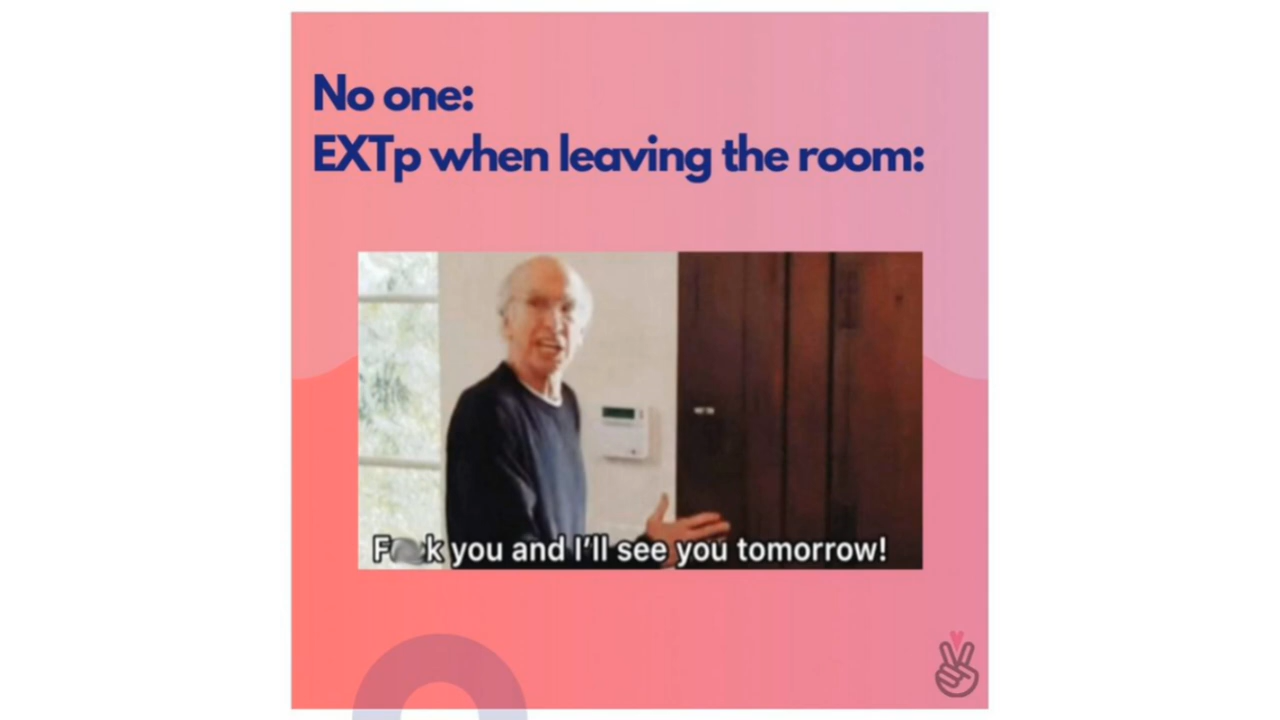 No one:
EXTp when leaving the room:
F k you and I'll see you tomorrow!